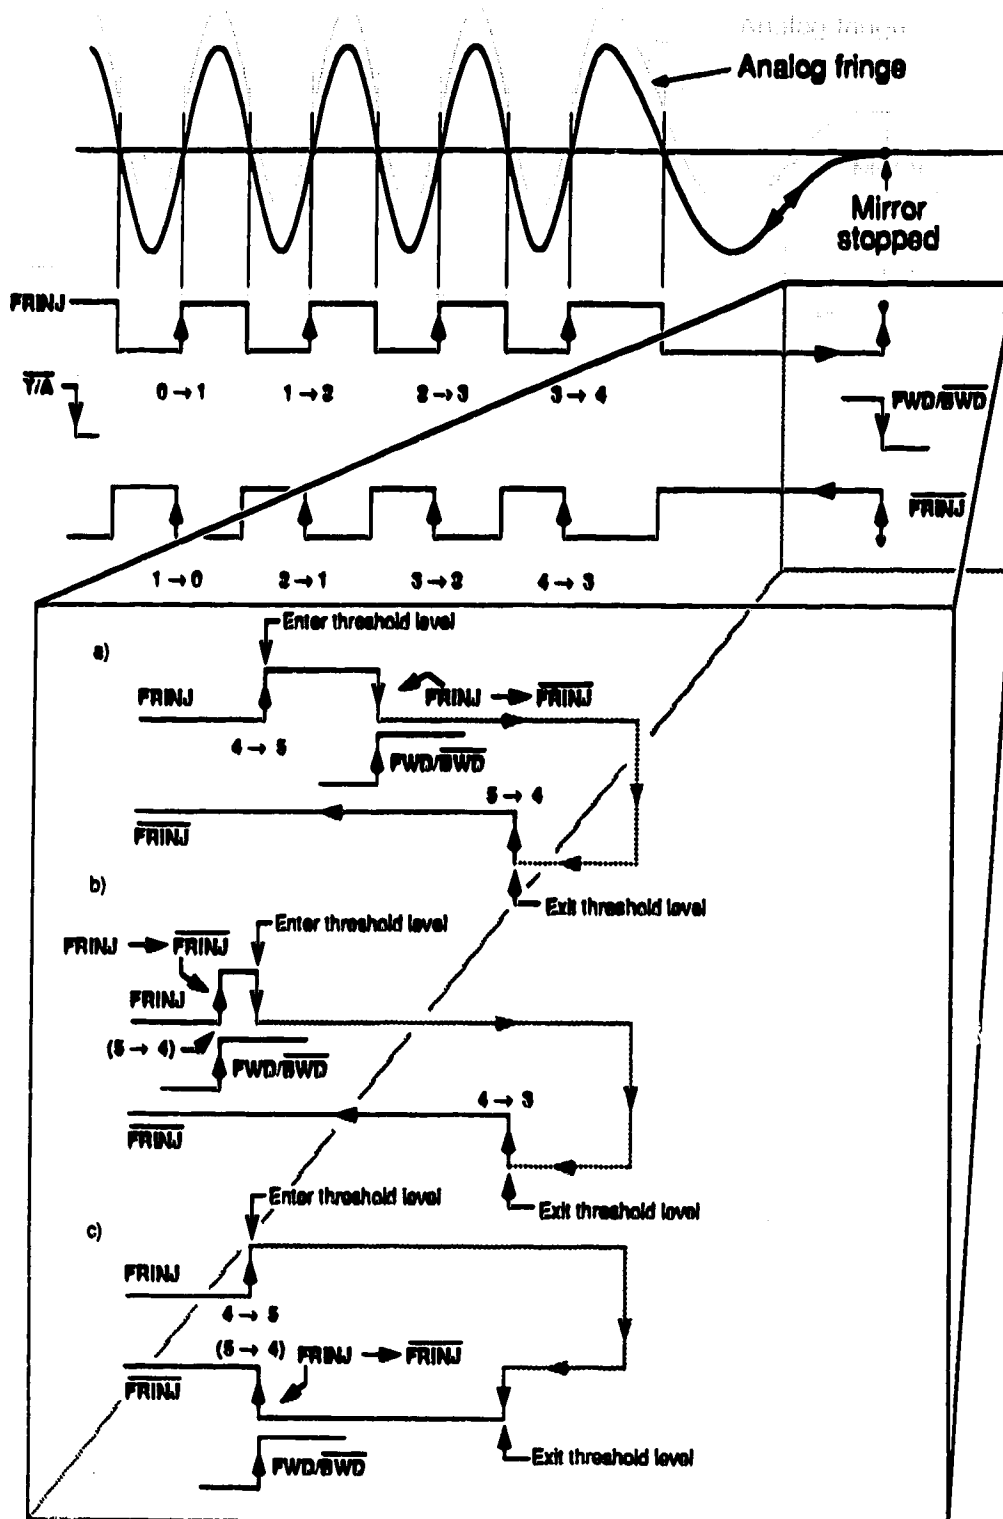 Analog fringe
Mirror
stopped
FRINJ
T/A
0 → 1
1 → 2
2 → 3
3 → 4
FWD/BWD
FRINJ
1 → 0
2 → 1
3 → 2
4 → 3
Enter threshold level
a)
FRINJ
FRINJ → FRINJ
4 → 5
FWD/BWD
5 → 4
FRINJ
Exit threshold level
b)
Enter threshold level
FRINJ → FRINJ
FRINJ
(5 → 4)
FWD/BWD
4 → 3
FRINJ
Exit threshold level
Enter threshold level
c)
FRINJ
4 → 5
(5 → 4)
FRINJ → FRINJ
FRINJ
Exit threshold level
FWD/BWD